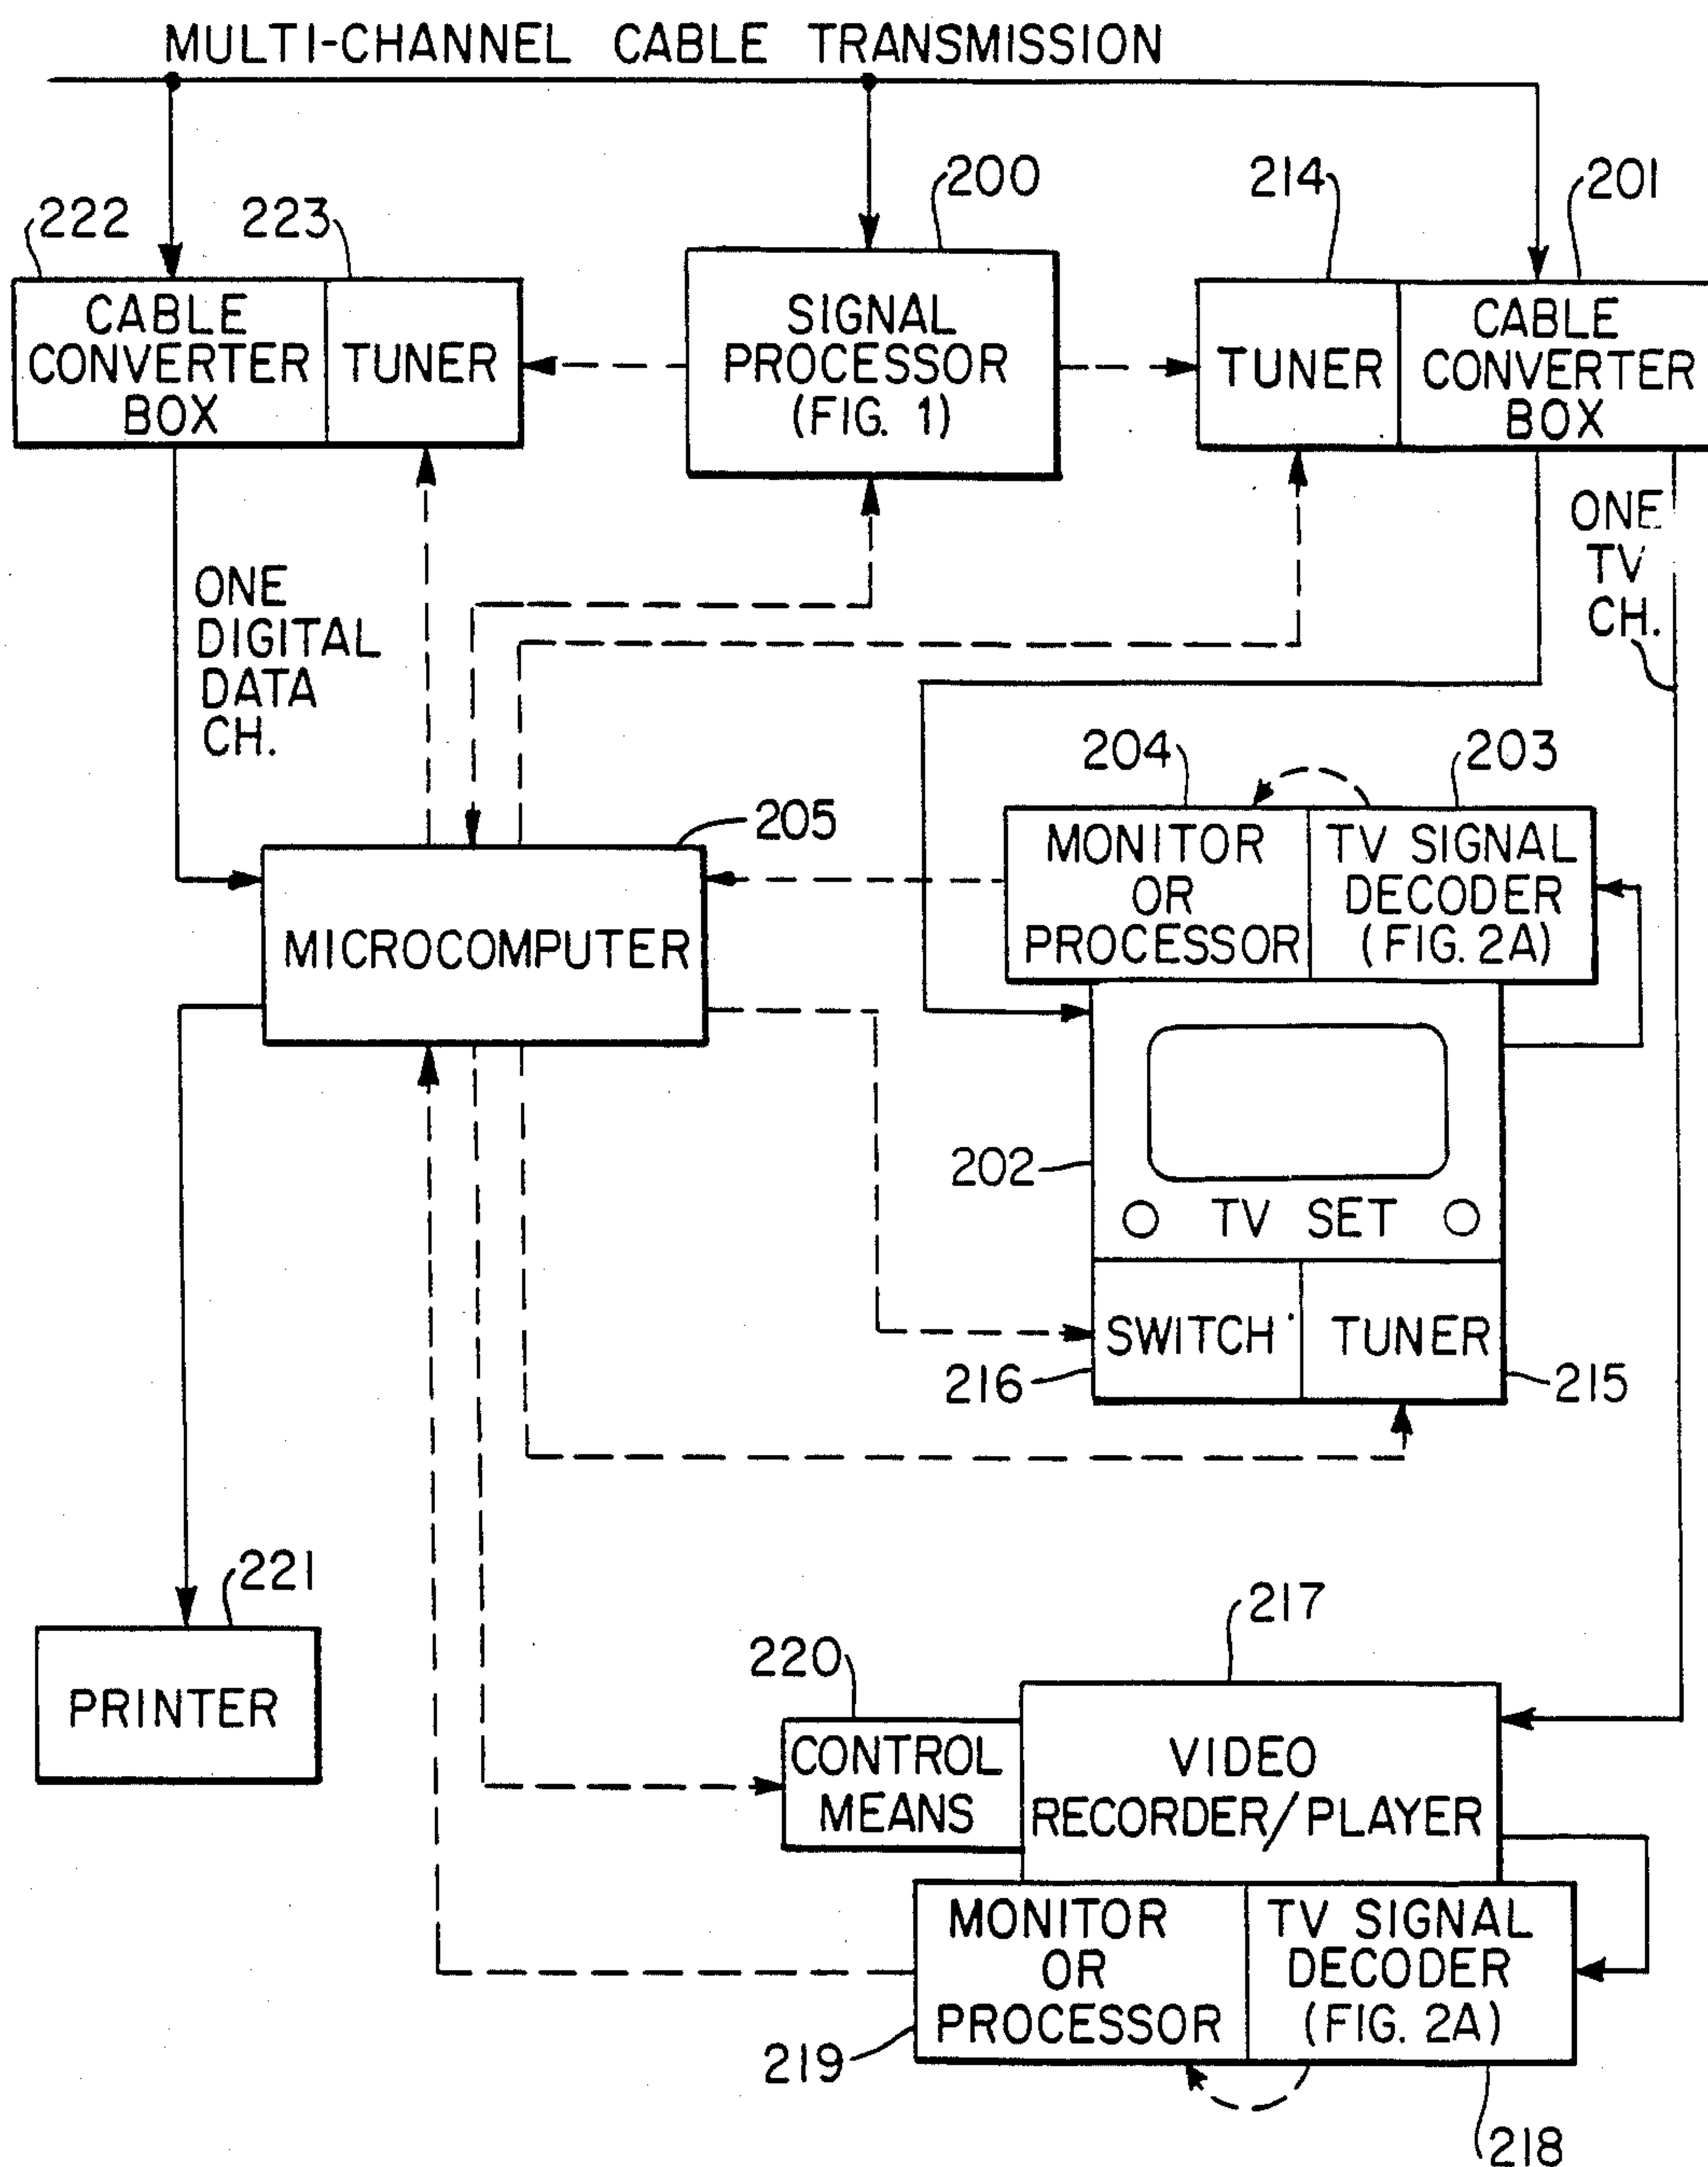 MULTI-CHANNEL CABLE TRANSMISSION
222
223
200
214
201
CABLE
CONVERTER
BOX
TUNER
SIGNAL
PROCESSOR
(FIG. 1)
TUNER
CABLE
CONVERTER
BOX
ONE
DIGITAL
DATA
CH.
ONE
TV
CH.
204
203
205
MONITOR
OR
PROCESSOR
TV SIGNAL
DECODER
(FIG. 2A)
MICROCOMPUTER
202
TV SET
SWITCH
TUNER
216
215
221
PRINTER
217
220
CONTROL
MEANS
VIDEO
RECORDER/PLAYER
MONITOR
OR
PROCESSOR
TV SIGNAL
DECODER
(FIG. 2A)
219
218